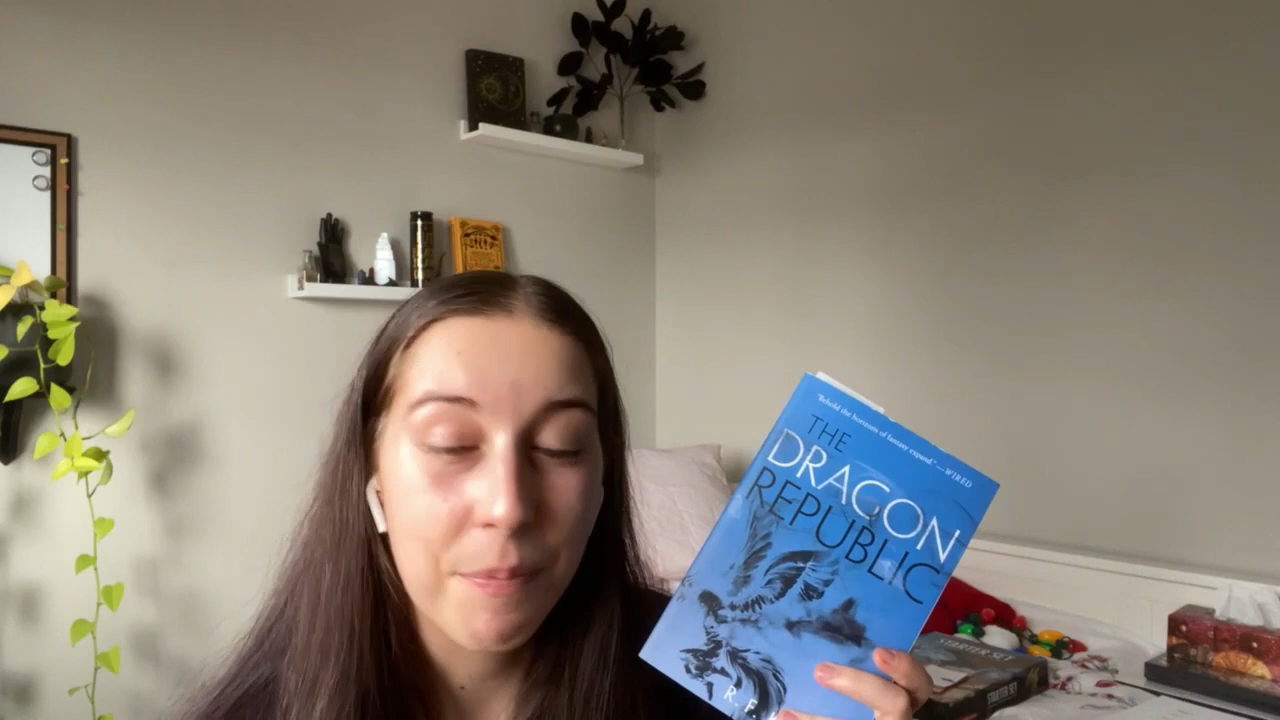 "Behold the horizons of fantasy expand." —WIRED
THE
DRAGON
REPUBLIC
R. F.
STARTER SET
STARTER SET